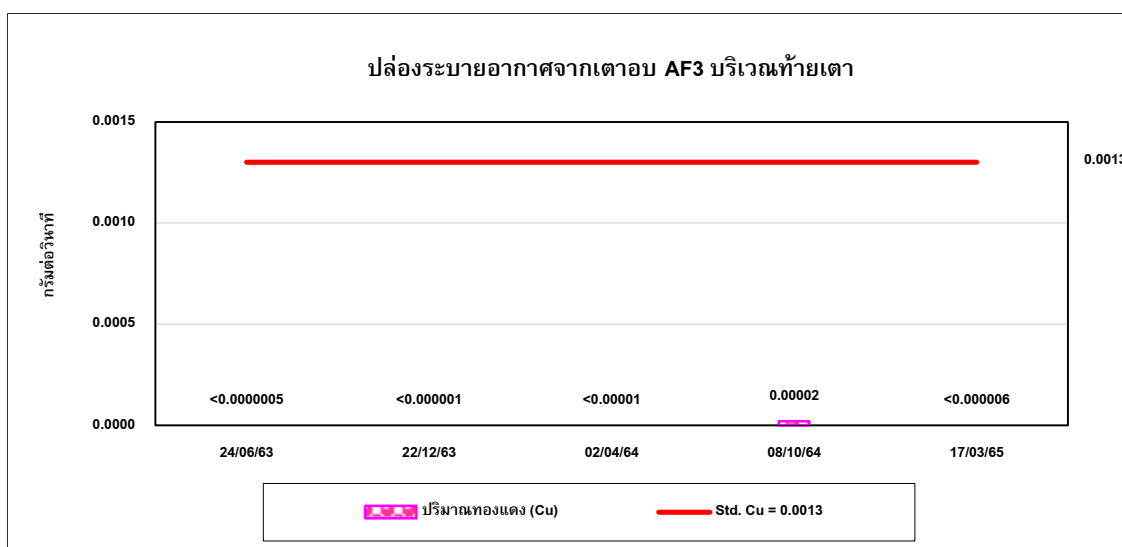 ปล่องระบายอากาศจากเตาอบ AF3 บริเวณท้ายเตา
กรัมต่อวินาที
0.0015
0.0013
0.0010
0.0005
<0.0000005 <0.000001 <0.00001 0.00002 <0.000006
0.0000
24/06/63 22/12/63 02/04/64 08/10/64 17/03/65
ปริมาณทองแดง (Cu) Std. Cu = 0.0013